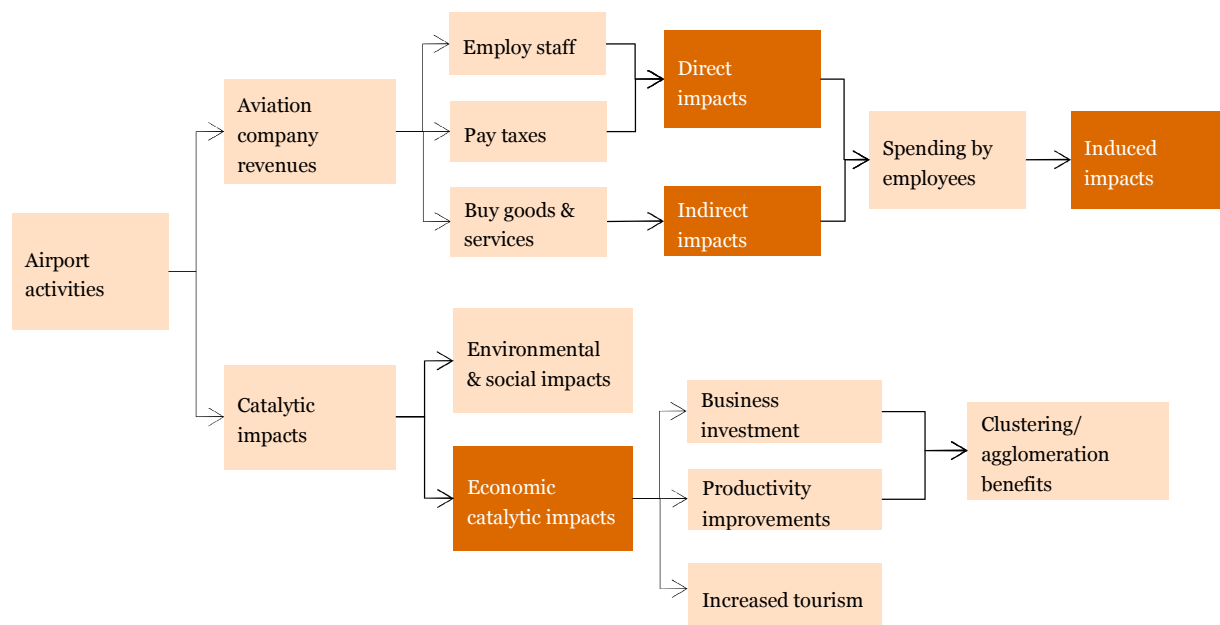 Airport
activities
Aviation
company
revenues
Employ staff
Pay taxes
Buy goods &
services
Direct
impacts
Indirect
impacts
Spending by
employees
Induced
impacts
Catalytic
impacts
Environmental
& social impacts
Economic
catalytic impacts
Business
investment
Productivity
improvements
Increased tourism
Clustering/
agglomeration
benefits